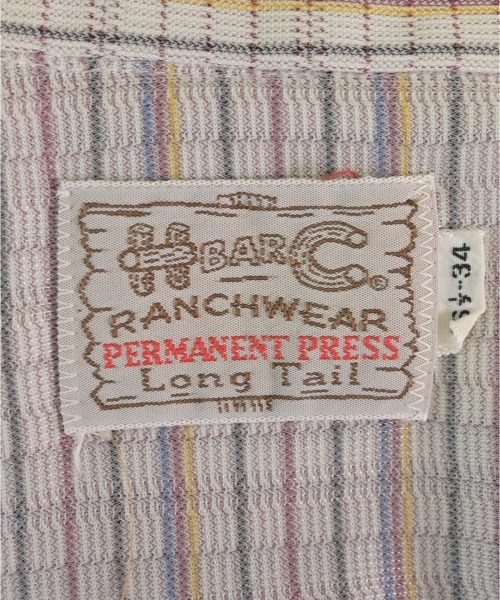 H BAR C®
RANCHWEAR
PERMANENT PRESS
Long Tail
34